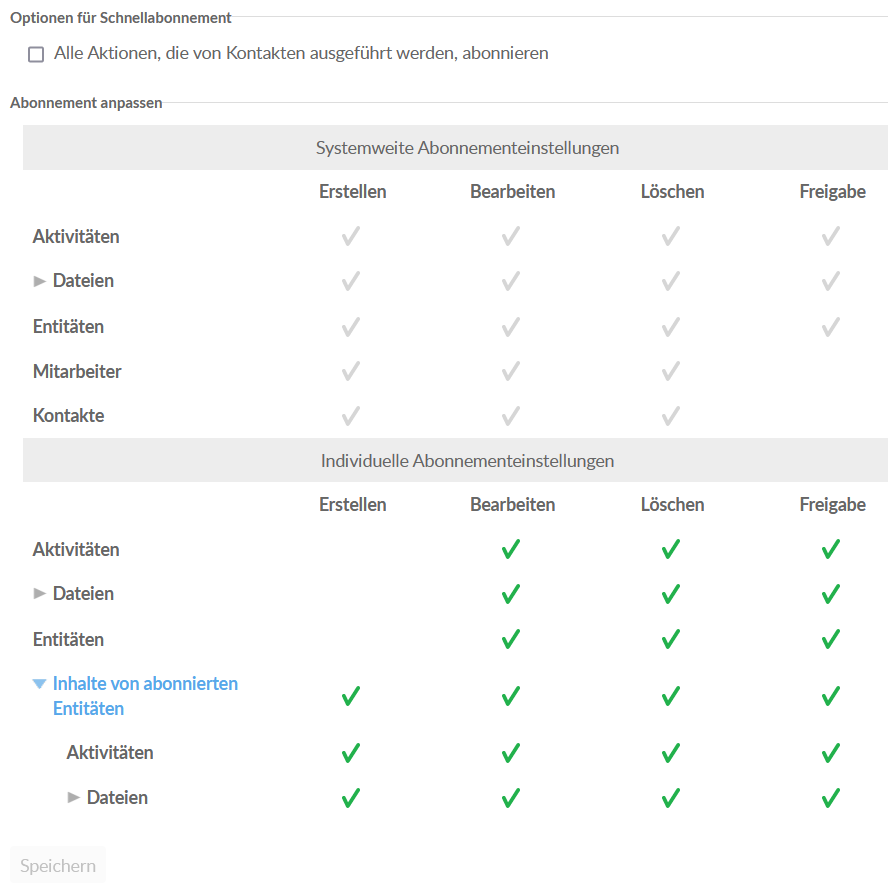 Optionen für Schnellabonnement
Alle Aktionen, die von Kontakten ausgeführt werden, abonnieren
Abonnement anpassen
Systemweite Abonnementeinstellungen
Erstellen Bearbeiten Löschen Freigabe
Aktivitäten
Dateien
Entitäten
Mitarbeiter
Kontakte
Individuelle Abonnementeinstellungen
Erstellen Bearbeiten Löschen Freigabe
Aktivitäten
Dateien
Entitäten
Inhalte von abonnierten
Entitäten
Aktivitäten
Dateien
Speichern